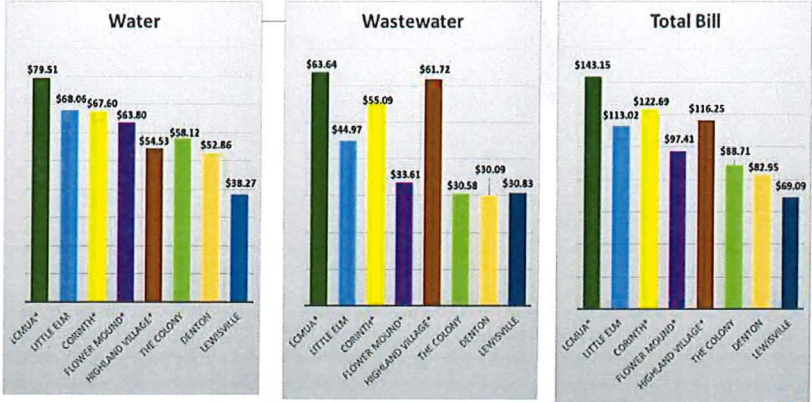 Water
$79.51
$68.06
$67.60
$63.80
$54.53
$58.12
$52.86
$38.27
LCMUA*
LITTLE ELM
CORINTH*
FLOWER MOUND*
HIGHLAND VILLAGE*
THE COLONY
DENTON
LEWISVILLE
Wastewater
$63.64
$44.97
$55.09
$33.61
$61.72
$30.58
$30.09
$30.83
LCMUA*
LITTLE ELM
CORINTH*
FLOWER MOUND*
HIGHLAND VILLAGE*
THE COLONY
DENTON
LEWISVILLE
Total Bill
$143.15
$113.02
$122.69
$97.41
$116.25
$88.71
$82.95
$69.09
LCMUA*
LITTLE ELM
CORINTH*
FLOWER MOUND*
HIGHLAND VILLAGE*
THE COLONY
DENTON
LEWISVILLE